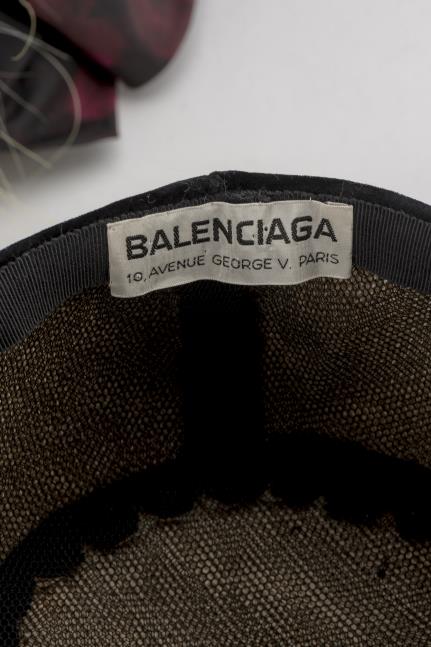 BALENCIAGA
10, AVENUE GEORGE V. PARIS